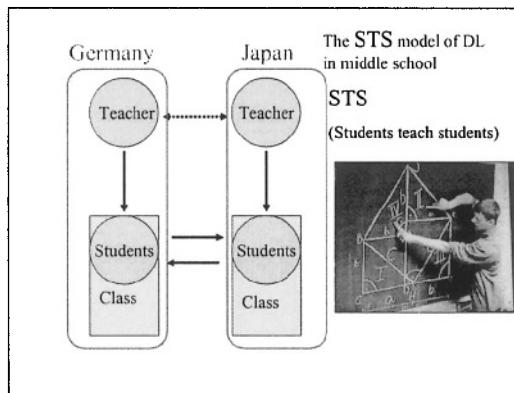 Germany
Japan
The STS model of DL
in middle school
STS
(Students teach students)
Teacher
Teacher
Students
Students
Class
Class